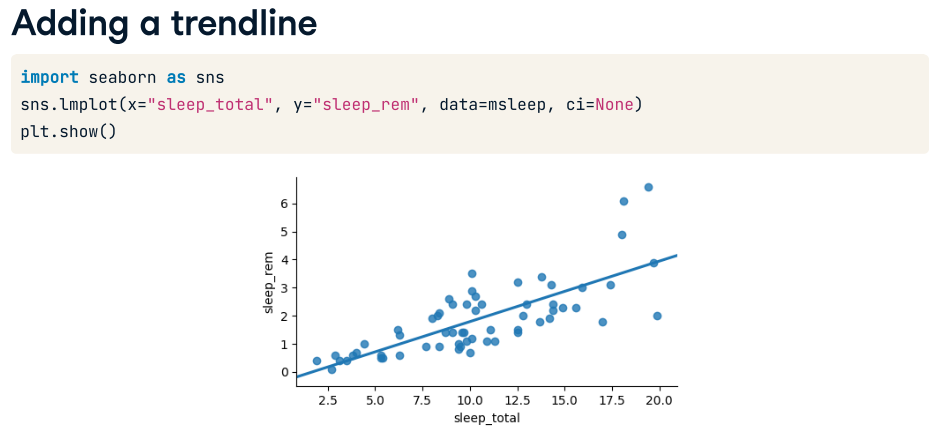 Adding a trendline
import seaborn as sns
sns.lmplot(x="sleep_total", y="sleep_rem", data=msleep, ci=None)
plt.show()
6
5
4
3
2
1
0
sleep_rem
2.5 5.0 7.5 10.0 12.5 15.0 17.5 20.0
sleep_total